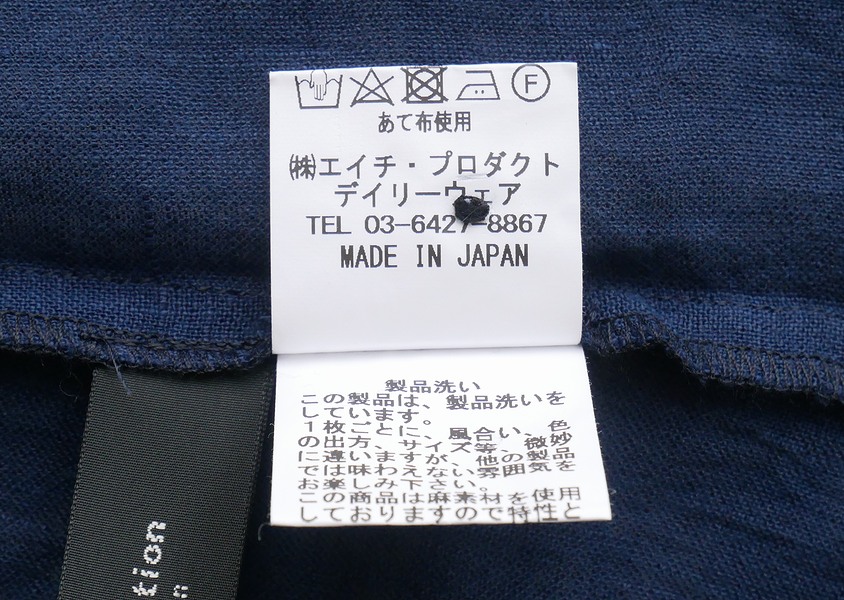 F
あて布使用
㈱エイチ・プロダクト
デイリーウェア
TEL 03-6427-8867
MADE IN JAPAN
製品洗い
この製品は、製品洗いを
しています。
1枚ごとに、風合い、色
の出方、サイズ等、微妙
に違いますが、他の製品
では味わえない雰囲気を
お楽しみ下さい。
この商品は麻素材を使用
しておりますので特性と
tion